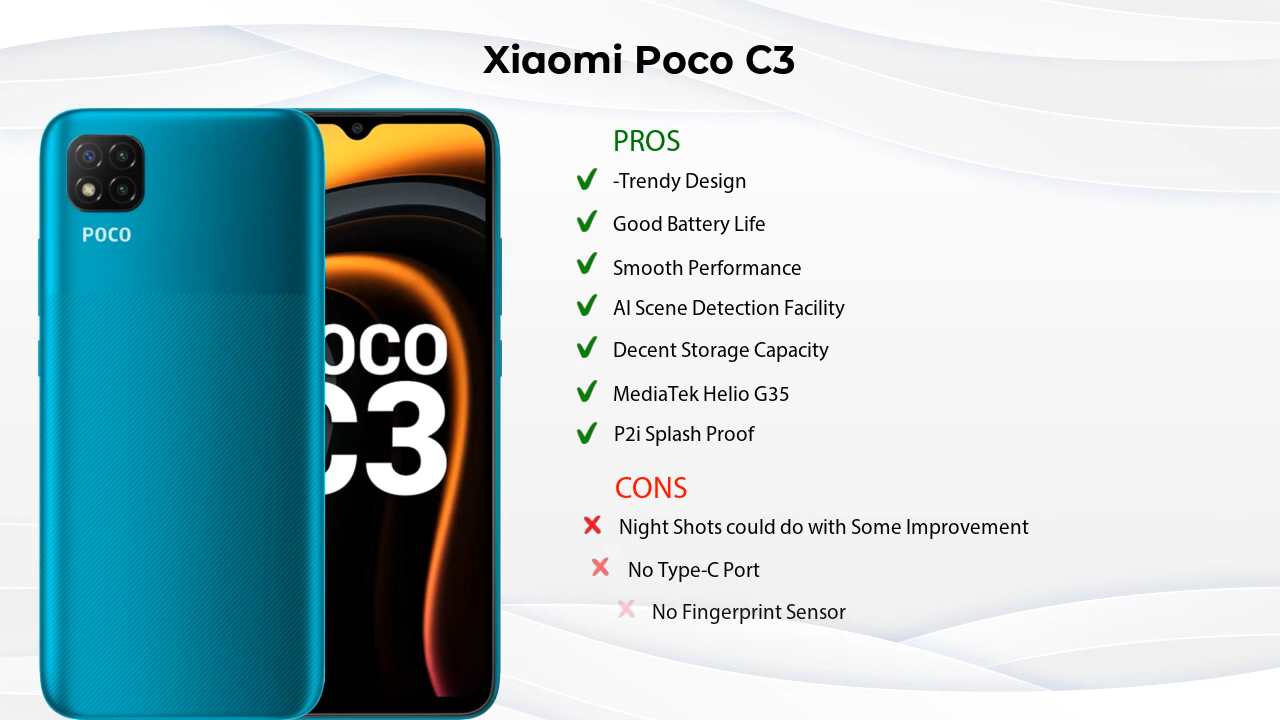 Xiaomi Poco C3
POCO
POCO
C3
PROS
-Trendy Design
Good Battery Life
Smooth Performance
AI Scene Detection Facility
Decent Storage Capacity
MediaTek Helio G35
P2i Splash Proof
CONS
Night Shots could do with Some Improvement
No Type-C Port
No Fingerprint Sensor